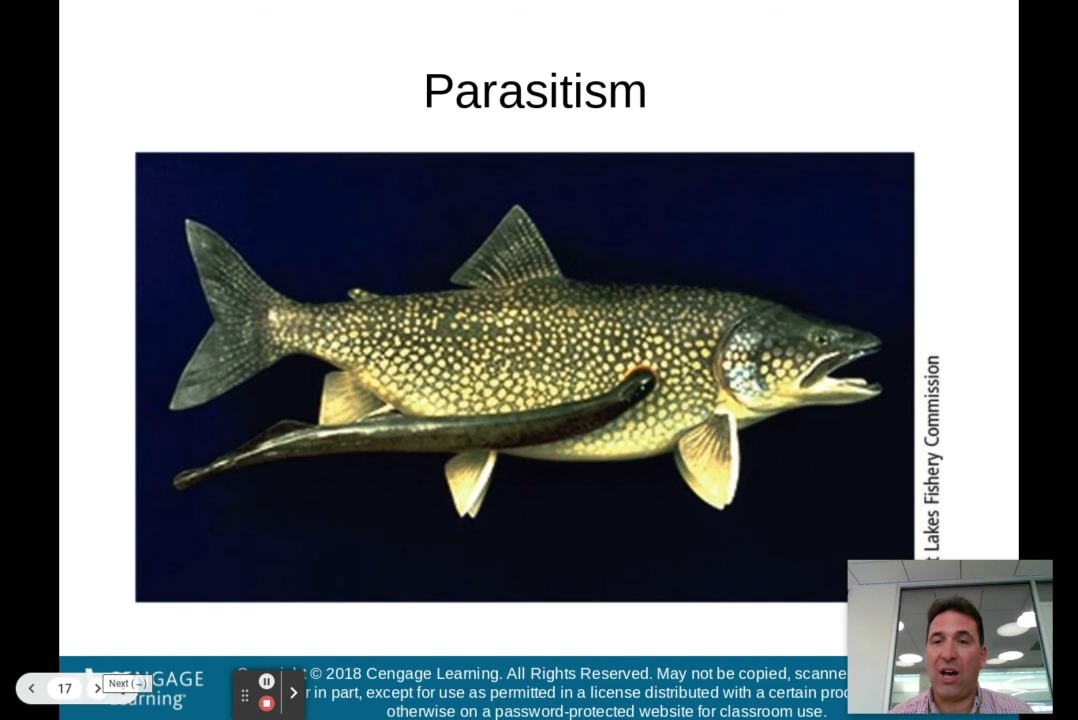 Parasitism
Lakes Fishery Commission
17
Next (→)
Learning
© 2018 Cengage Learning. All Rights Reserved. May not be copied, scanne
in part, except for use as permitted in a license distributed with a certain
otherwise on a password-protected website for classroom use.